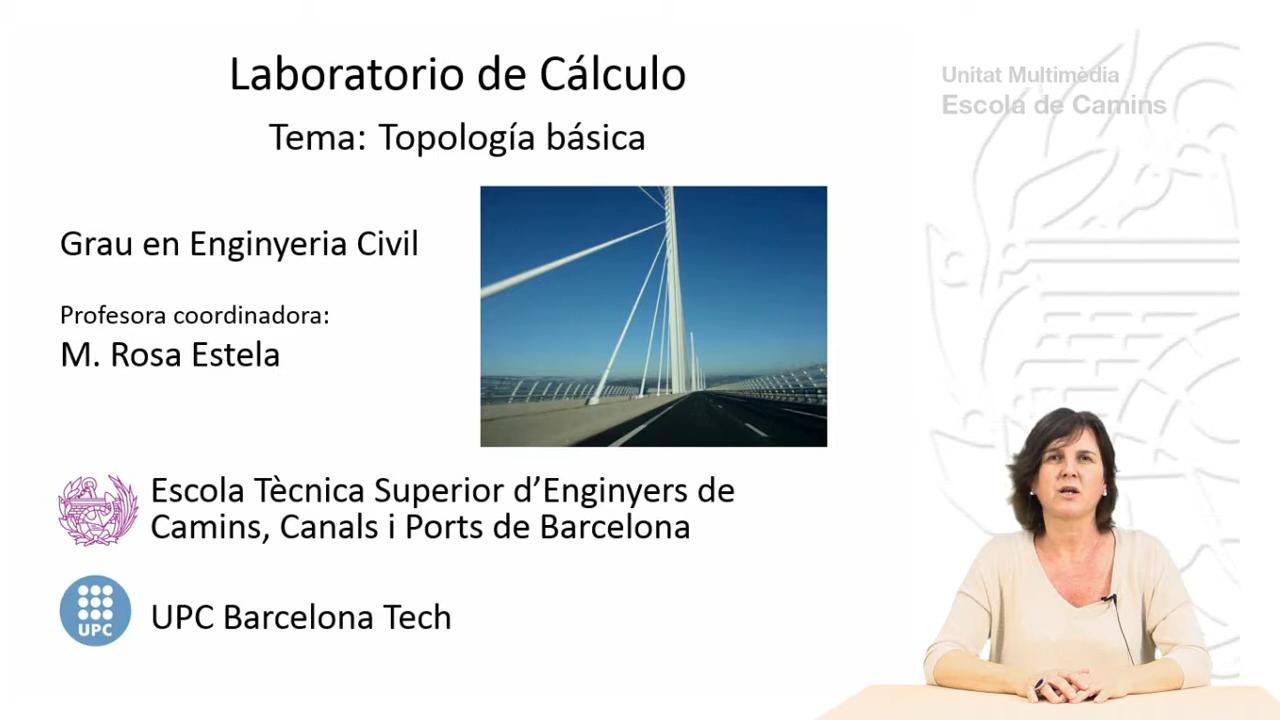 Laboratorio de Cálculo
Tema: Topología básica
Unitat Multimèdia
Escola de Camins
Grau en Enginyeria Civil
Profesora coordinadora:
M. Rosa Estela
Escola Tècnica Superior d’Enginyers de
Camins, Canals i Ports de Barcelona
UPC
UPC Barcelona Tech